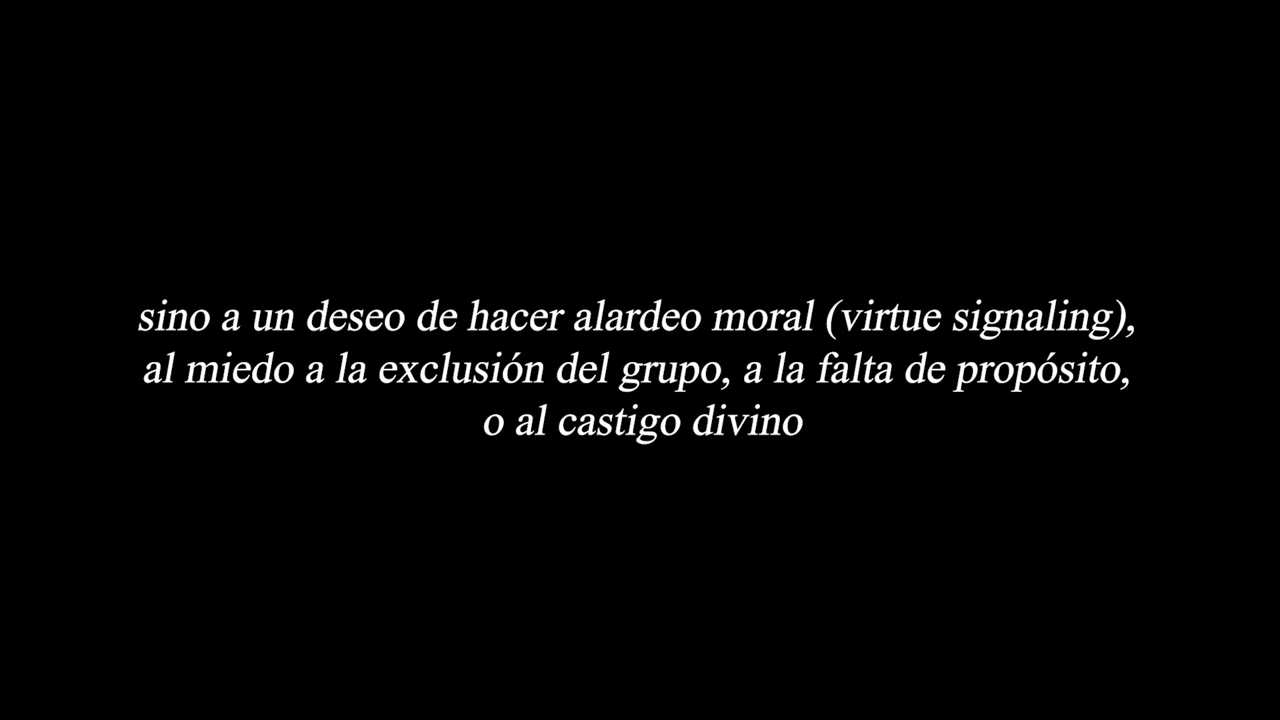 sino a un deseo de hacer alardeo moral (virtue signaling),
al miedo a la exclusión del grupo, a la falta de propósito,
o al castigo divino